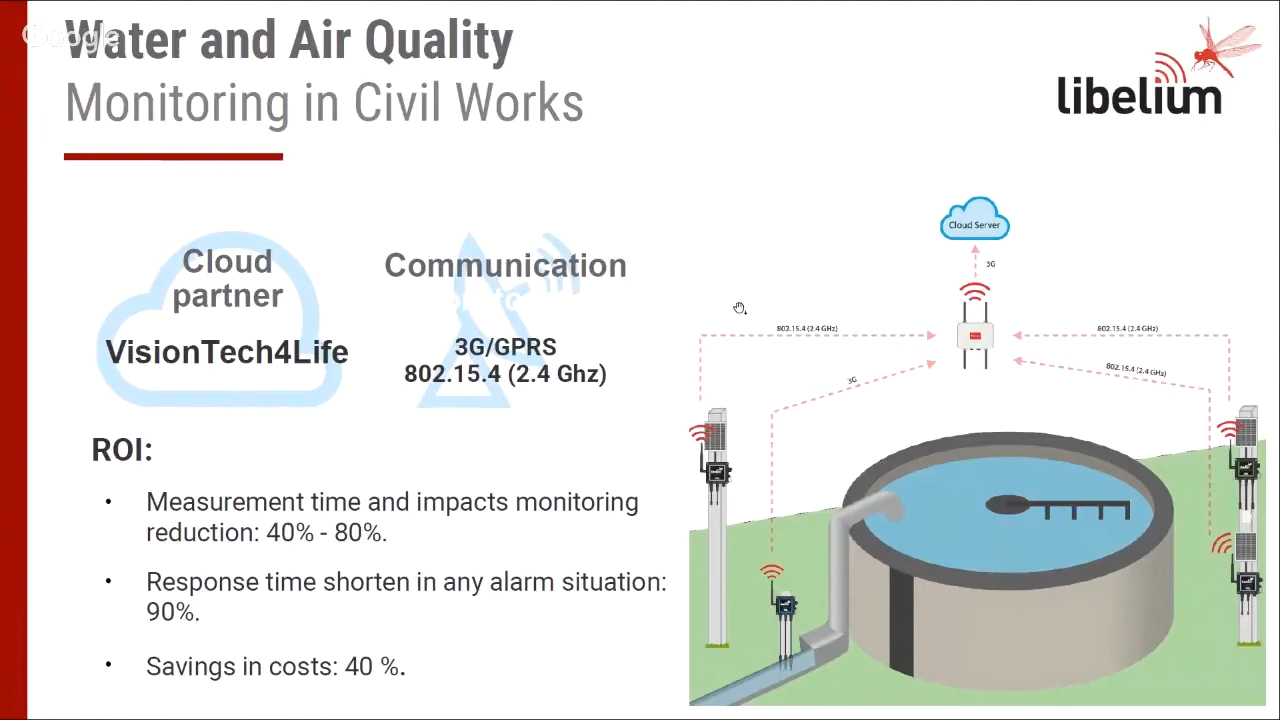 Google
Water and Air Quality
Monitoring in Civil Works
libelium
Cloud
partner
VisionTech4Life
Communication
3G/GPRS
802.15.4 (2.4 Ghz)
ROI:
• Measurement time and impacts monitoring
reduction: 40% - 80%.
• Response time shorten in any alarm situation:
90%.
• Savings in costs: 40 %.
Cloud Server
3G
802.15.4 (2.4 GHz)
802.15.4 (2.4 GHz)
3G
802.15.4 (2.4 GHz)